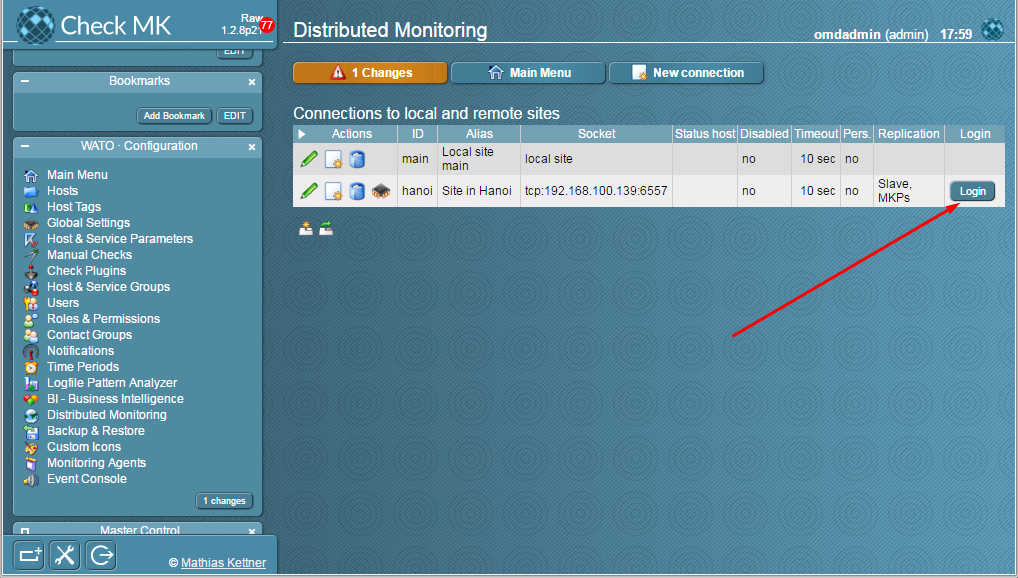 Check MK
Raw
1.2.8p21
77
EDIT
Bookmarks
Add Bookmark
EDIT
WATO · Configuration
Main Menu
Hosts
Host Tags
Global Settings
Host & Service Parameters
Manual Checks
Check Plugins
Host & Service Groups
Users
Roles & Permissions
Contact Groups
Notifications
Time Periods
Logfile Pattern Analyzer
BI - Business Intelligence
Distributed Monitoring
Backup & Restore
Custom Icons
Monitoring Agents
Event Console
1 changes
Master Control
© Mathias Kettner
Distributed Monitoring
omdadmin (admin) 17:59
1 Changes Main Menu New connection
Connections to local and remote sites
Actions ID Alias Socket Status host Disabled Timeout Pers. Replication Login
main Local site main local site no 10 sec no
hanoi Site in Hanoi tcp:192.168.100.139:6557 no 10 sec no Slave, MKPs Login